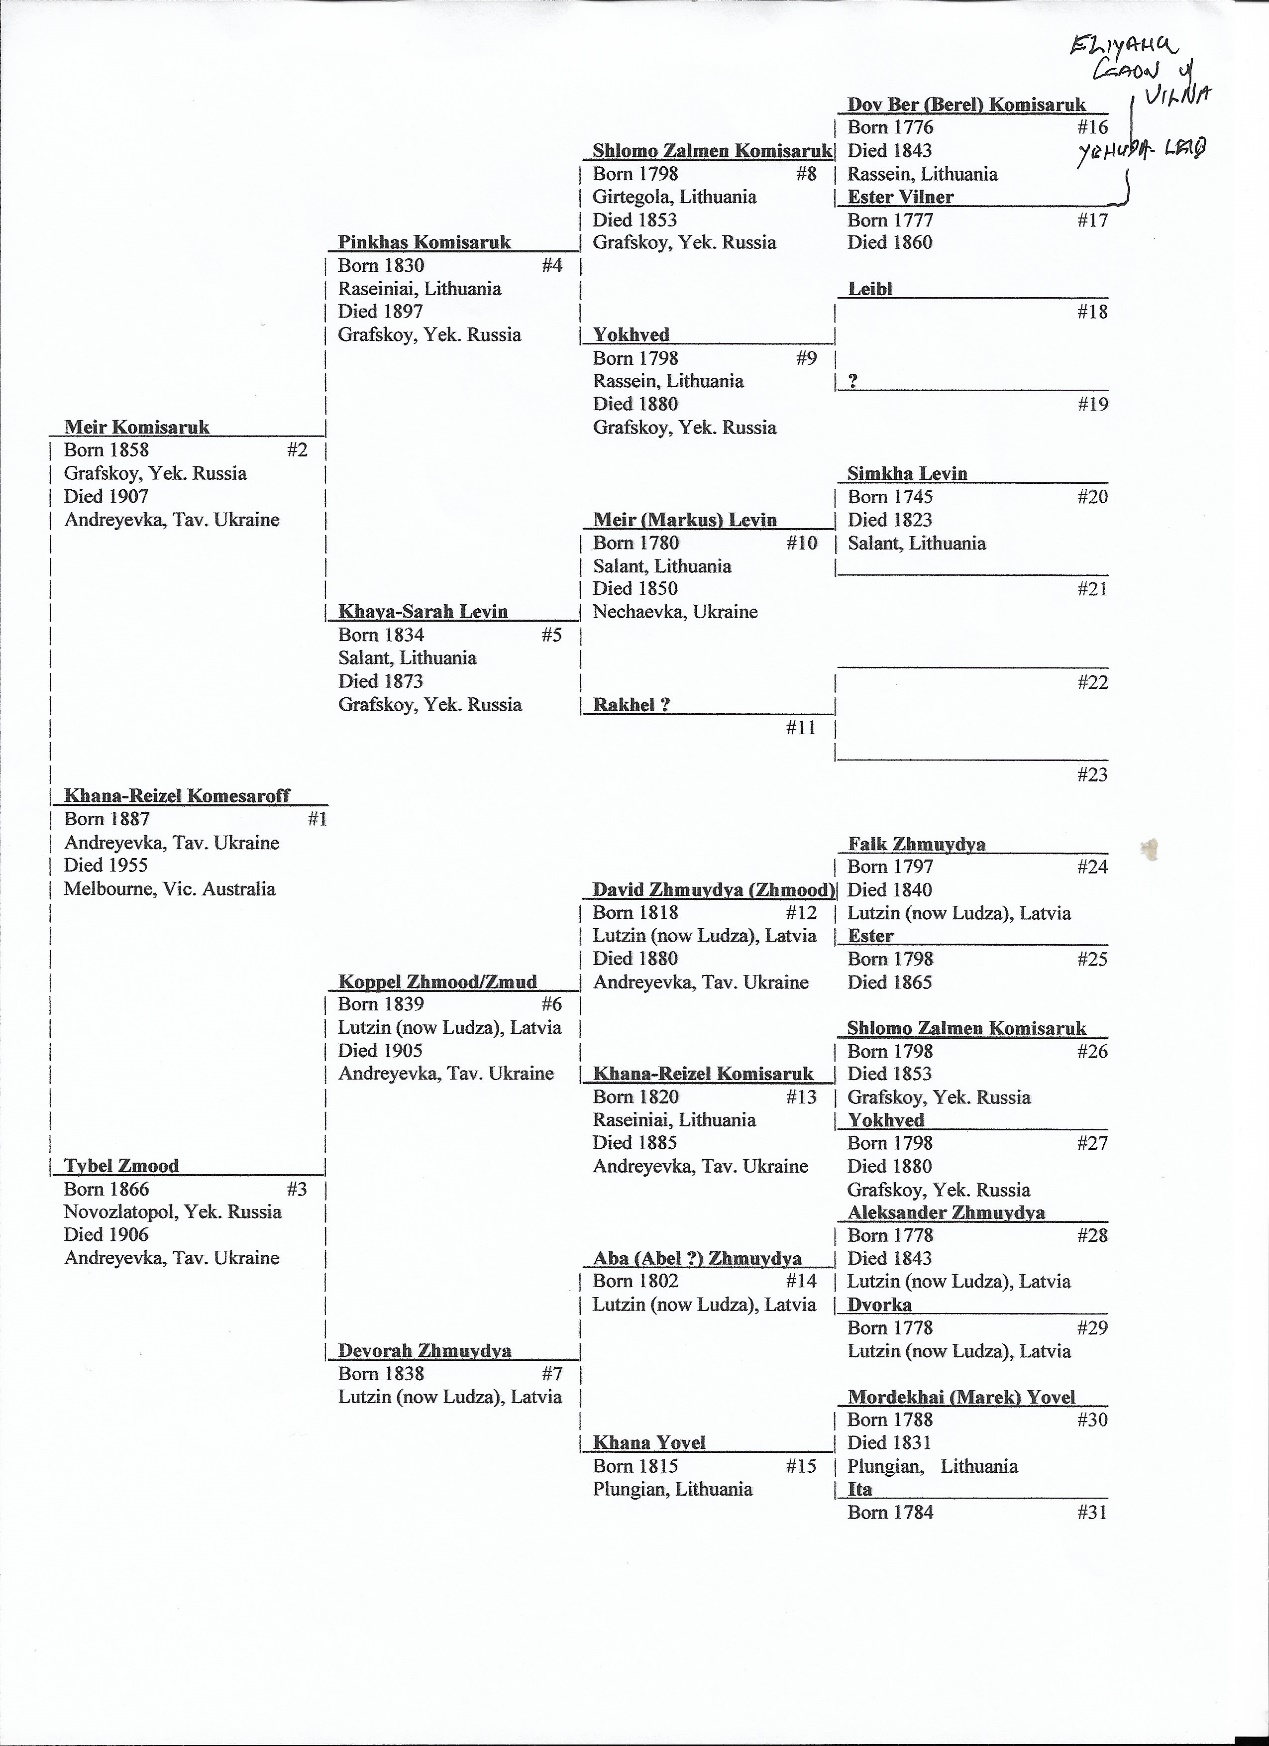 ELIYAHU
GAON of
VILNA
YEHUDA LEIB
Dov Ber (Berel) Komisaruk
Born 1776 #16
Died 1843
Rassein, Lithuania
Ester Vilner
Born 1777 #17
Died 1860
Shlomo Zalmen Komisaruk
Born 1798 #8
Girtegola, Lithuania
Died 1853
Grafskoy, Yek. Russia
Leibl
#18
Pinkhas Komisaruk
Born 1830 #4
Raseiniai, Lithuania
Died 1897
Grafskoy, Yek. Russia
Yokhved
Born 1798 #9
Rassein, Lithuania
Died 1880
Grafskoy, Yek. Russia
?
#19
Meir Komisaruk
Born 1858 #2
Grafskoy, Yek. Russia
Died 1907
Andreyevka, Tav. Ukraine
Simkha Levin
Born 1745 #20
Died 1823
Salant, Lithuania
Meir (Markus) Levin
Born 1780 #10
Salant, Lithuania
Died 1850
Nechaevka, Ukraine
#21
Khaya-Sarah Levin
Born 1834 #5
Salant, Lithuania
Died 1873
Grafskoy, Yek. Russia
#22
Rakhel ?
#11
#23
Khana-Reizel Komesaroff
Born 1887 #1
Andreyevka, Tav. Ukraine
Died 1955
Melbourne, Vic. Australia
Falk Zhmuydya
Born 1797 #24
Died 1840
Lutzin (now Ludza), Latvia
David Zhmuydya (Zhmood)
Born 1818 #12
Lutzin (now Ludza), Latvia
Died 1880
Andreyevka, Tav. Ukraine
Ester
Born 1798 #25
Died 1865
Koppel Zhmood/Zmud
Born 1839 #6
Lutzin (now Ludza), Latvia
Died 1905
Andreyevka, Tav. Ukraine
Shlomo Zalmen Komisaruk
Born 1798 #26
Died 1853
Grafskoy, Yek. Russia
Khana-Reizel Komisaruk
Born 1820 #13
Raseiniai, Lithuania
Died 1885
Andreyevka, Tav. Ukraine
Yokhved
Born 1798 #27
Died 1880
Grafskoy, Yek. Russia
Tybel Zmood
Born 1866 #3
Novozlatopol, Yek. Russia
Died 1906
Andreyevka, Tav. Ukraine
Aleksander Zhmuydya
Born 1778 #28
Died 1843
Lutzin (now Ludza), Latvia
Aba (Abel ?) Zhmuydya
Born 1802 #14
Lutzin (now Ludza), Latvia
Dvorka
Born 1778 #29
Lutzin (now Ludza), Latvia
Devorah Zhmuydya
Born 1838 #7
Lutzin (now Ludza), Latvia
Mordekhai (Marek) Yovel
Born 1788 #30
Died 1831
Plungian, Lithuania
Khana Yovel
Born 1815 #15
Plungian, Lithuania
Ita
Born 1784 #31